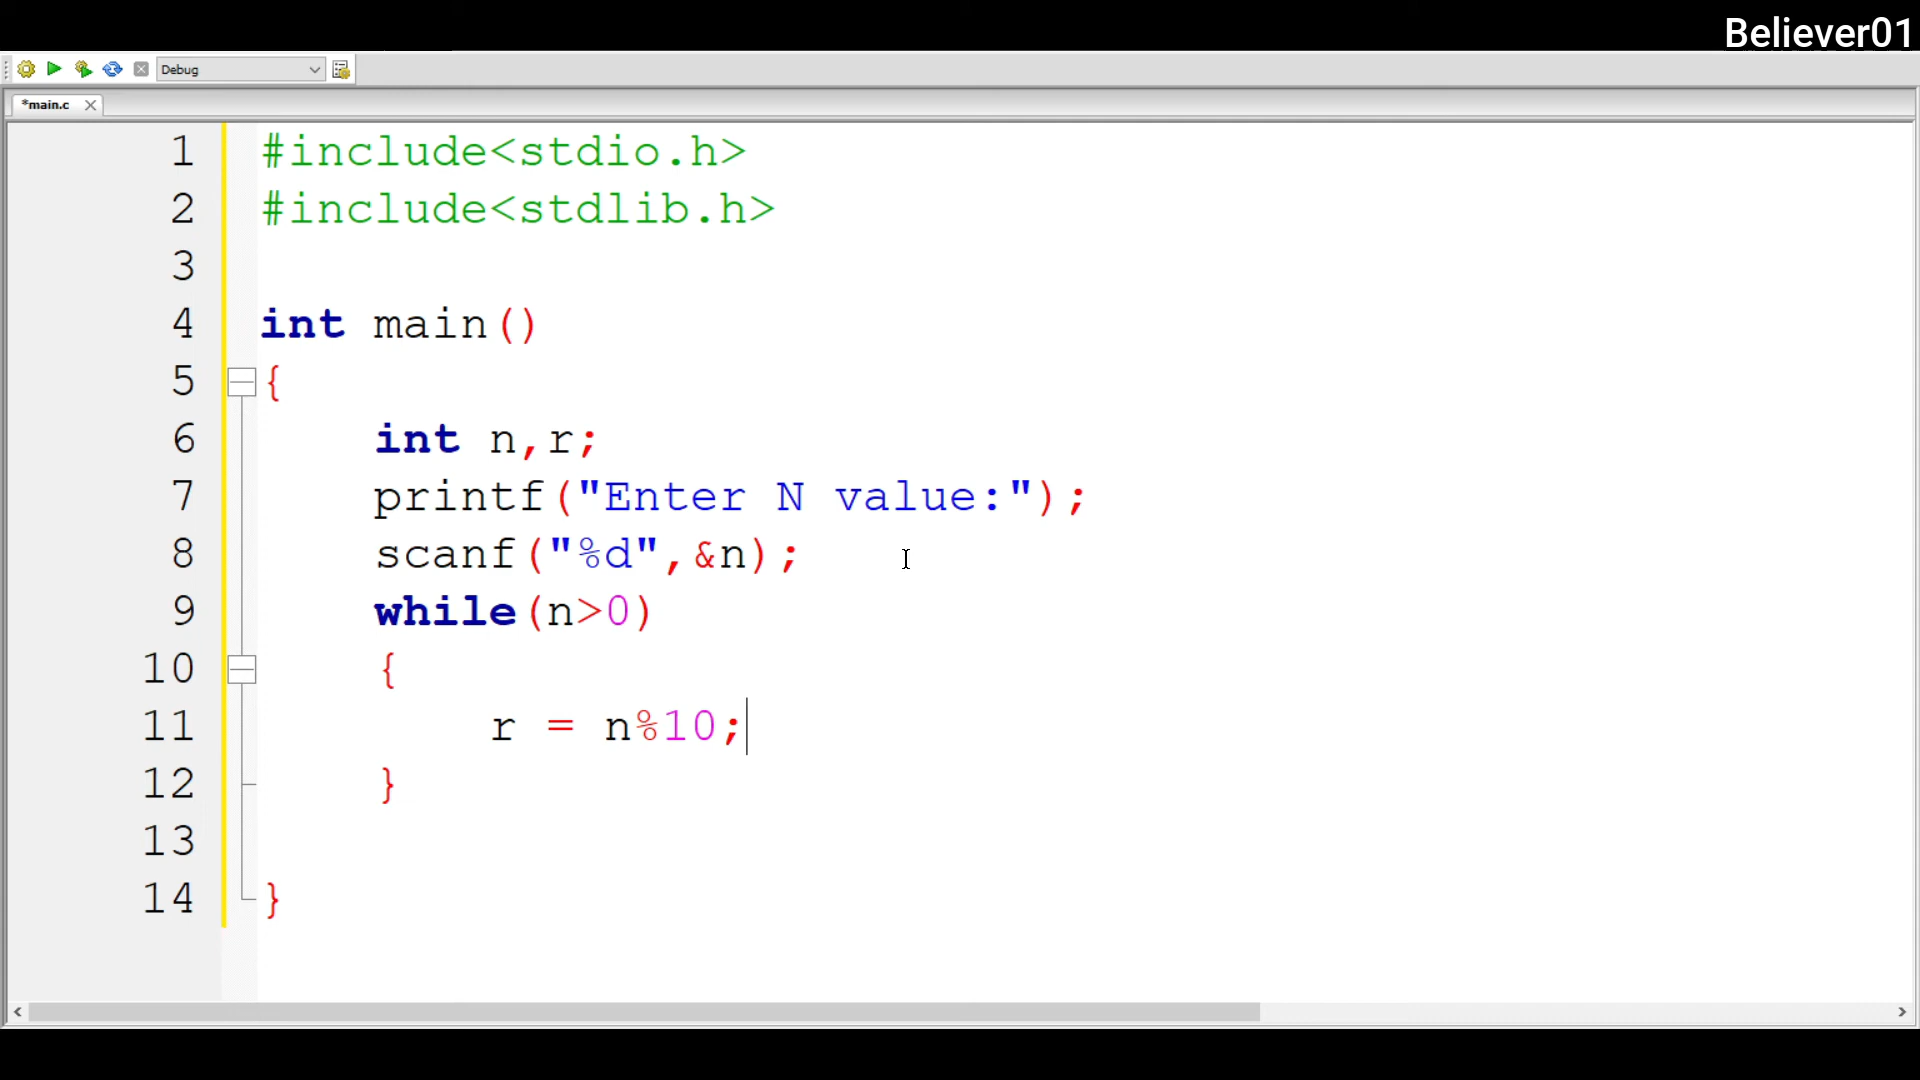 Believer01
Debug
*main.c
1 #include<stdio.h>
2 #include<stdlib.h>
3
4 int main()
5 {
6 int n,r;
7 printf("Enter N value:");
8 scanf("%d",&n);
9 while(n>0)
10 {
11 r = n%10;
12 }
13
14 }